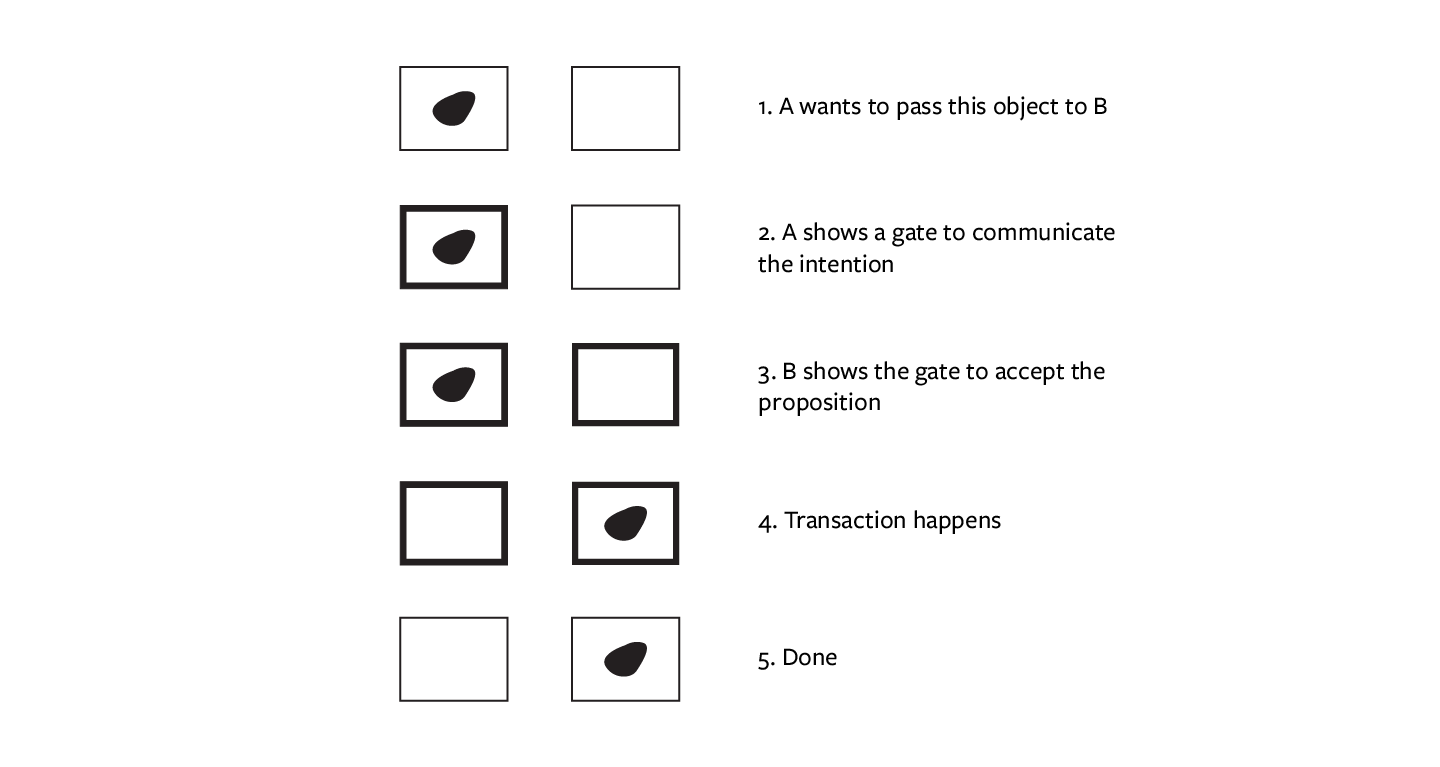 1. A wants to pass this object to B
2. A shows a gate to communicate
the intention
3. B shows the gate to accept the
proposition
4. Transaction happens
5. Done